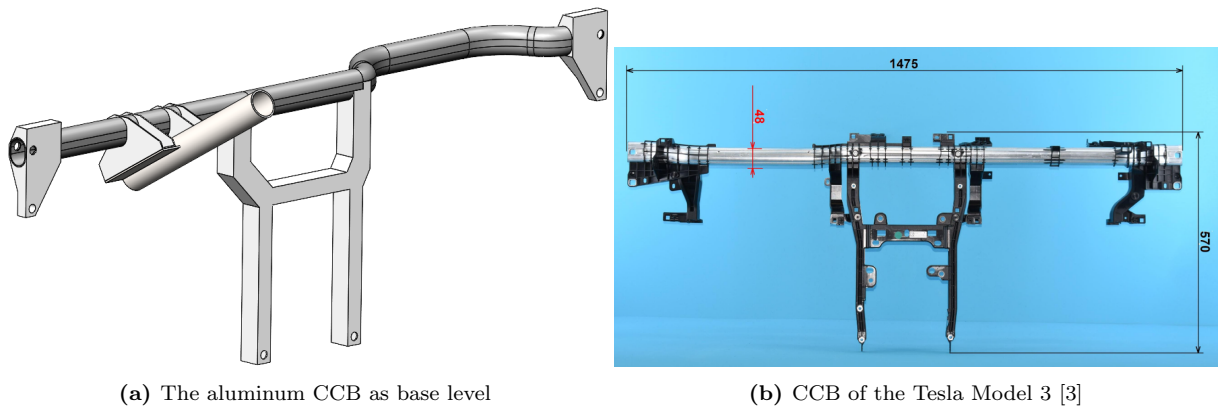 1475
48
570
(a) The aluminum CCB as base level
(b) CCB of the Tesla Model 3 [3]